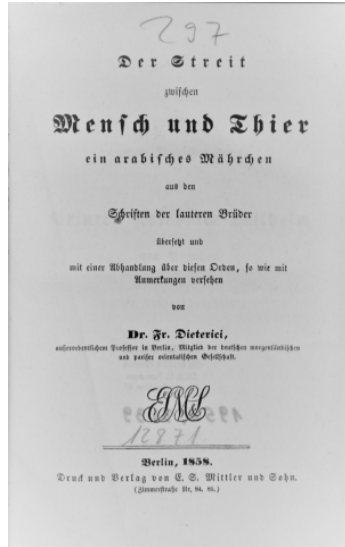 297
Der Streit
zwischen
Mensch und Thier
ein arabisches Mährchen
aus den
Schriften der lauteren Brüder
übersetzt und
mit einer Abhandlung über diesen Orden, so wie mit
Anmerkungen versehen
von
Dr. Fr. Dieterici,
außerordentlichem Professor in Berlin, Mitglied der deutschen morgenländischen
und pariser orientalischen Gesellschaft.
12871
Berlin, 1858.
Druck und Verlag von E. S. Mittler und Sohn.
(Zimmerstraße Nr. 84. 85.)